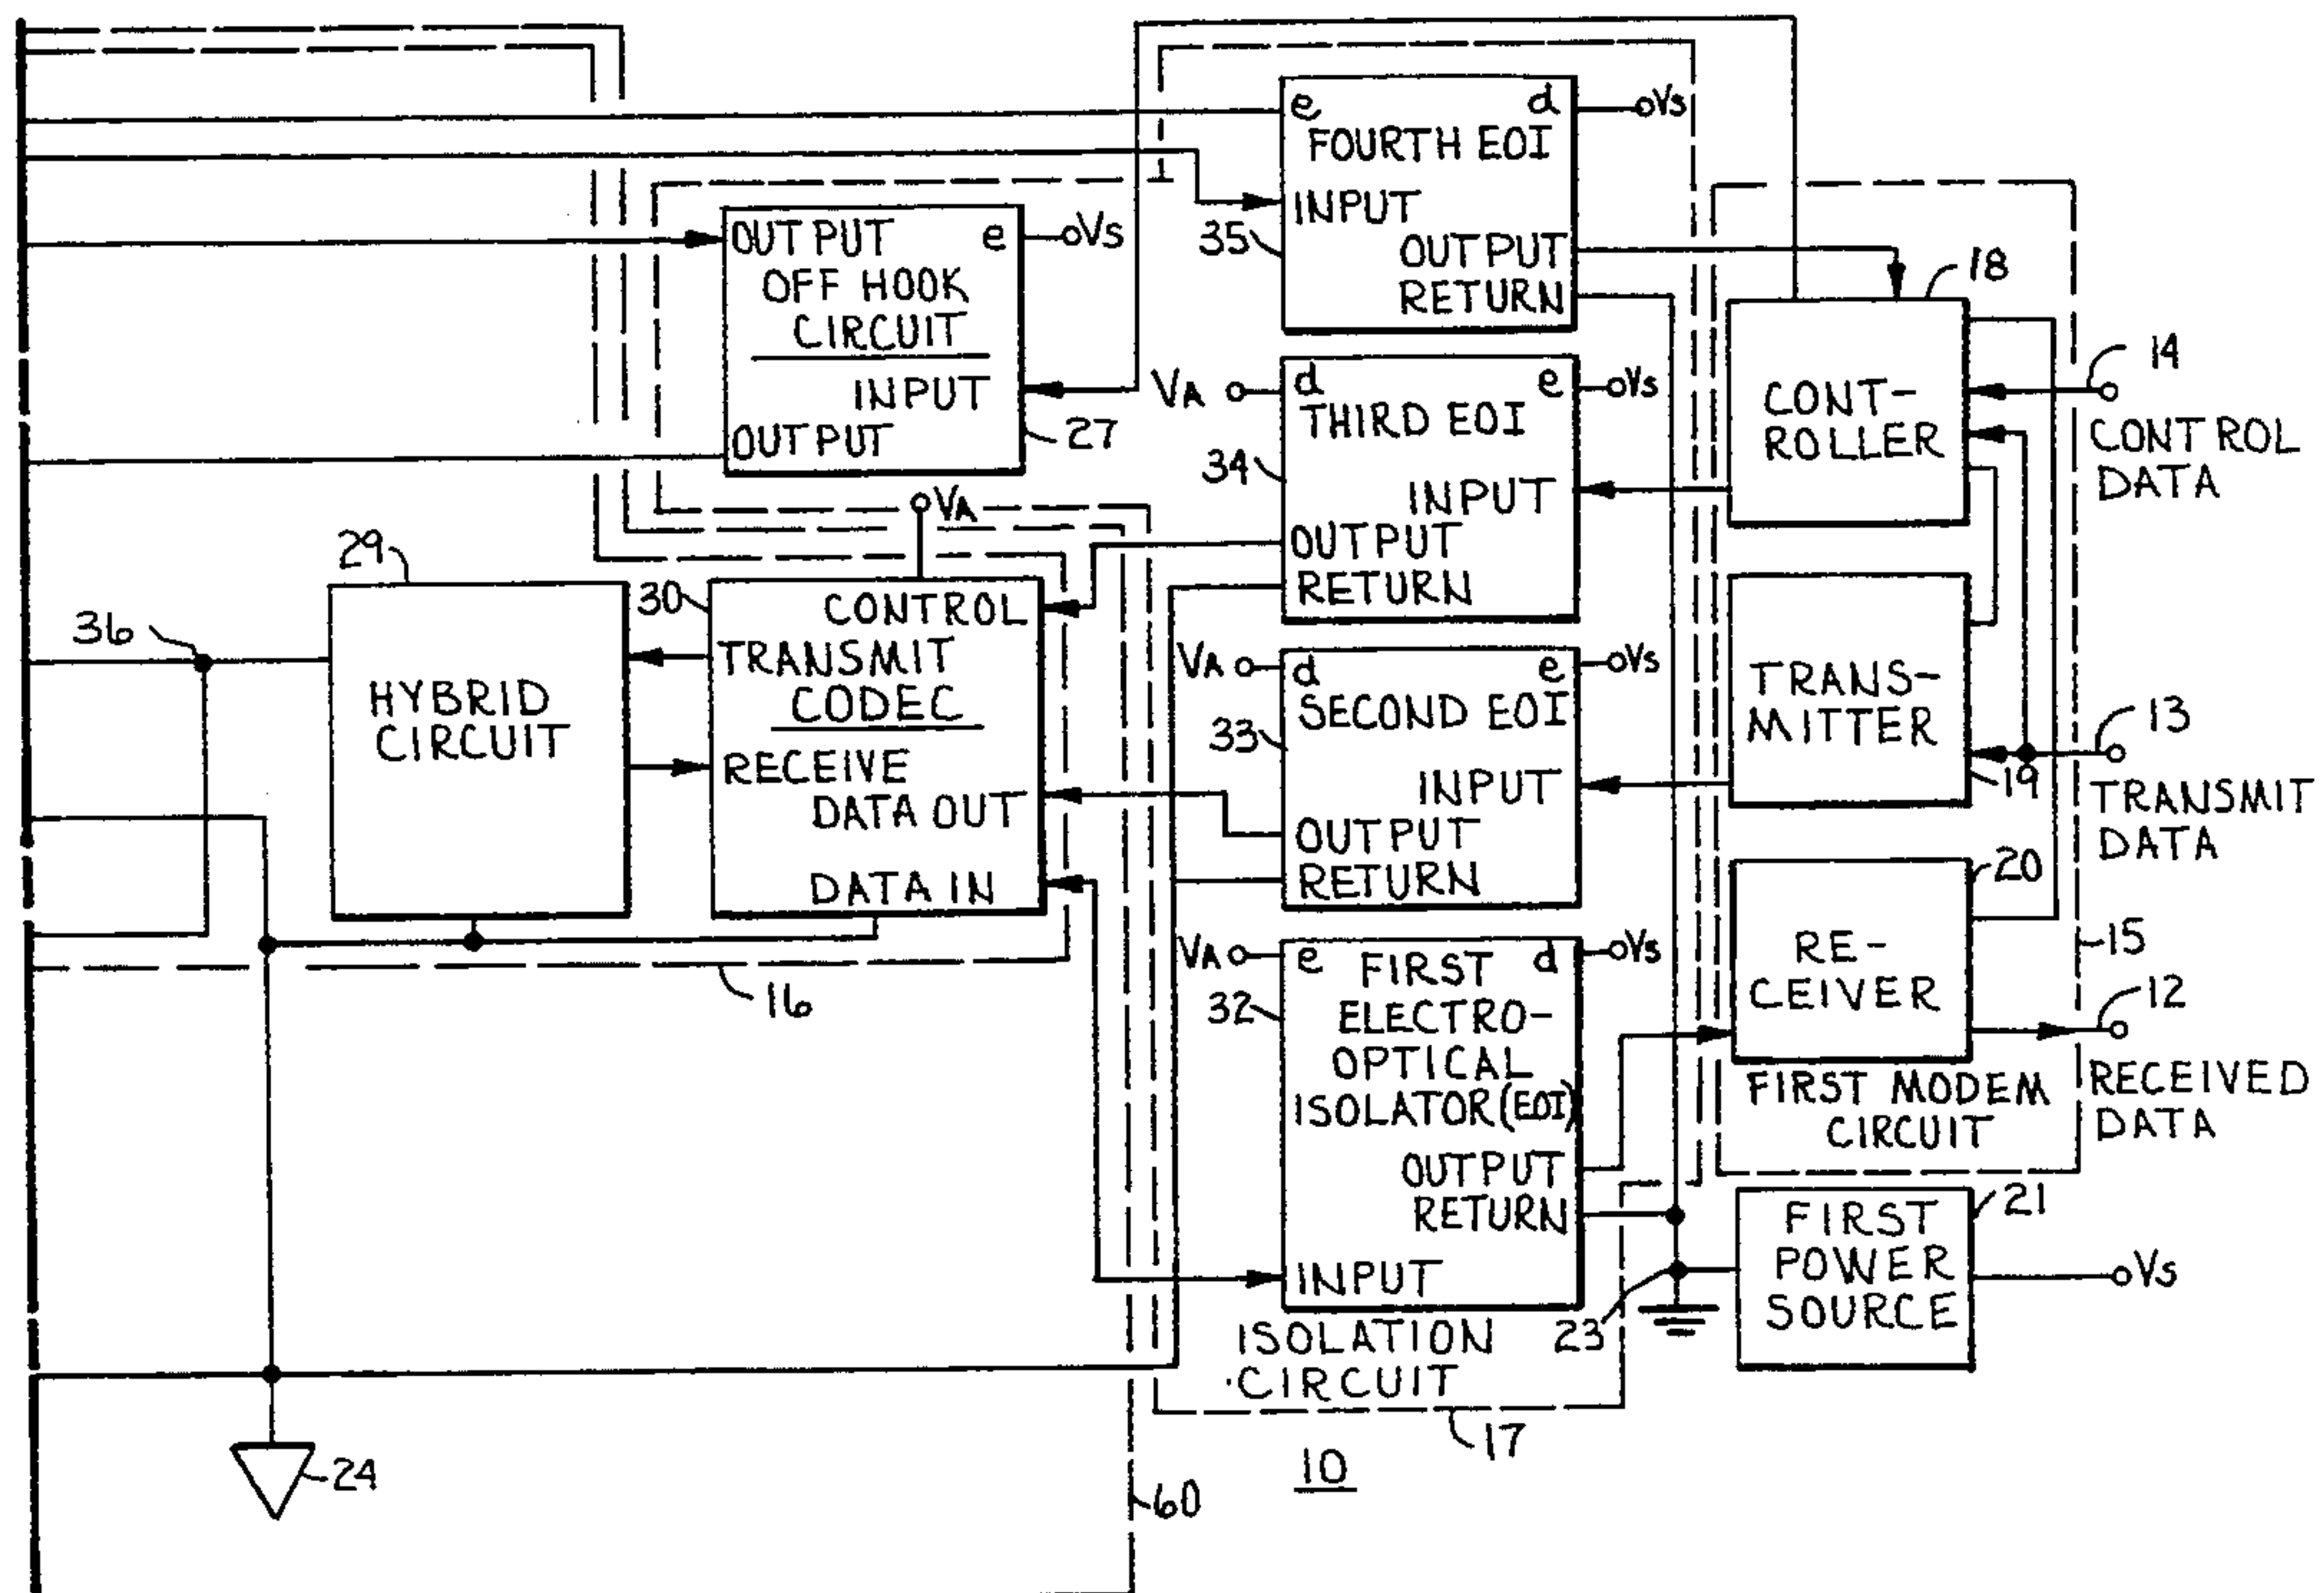 e d
Vs
FOURTH EOI
INPUT
35
OUTPUT
RETURN
OUTPUT e
Vs
OFF HOOK
CIRCUIT
INPUT
OUTPUT
27
18
CONT-
ROLLER
14
CONTROL
DATA
VA
d e
Vs
THIRD EOI
34
INPUT
OUTPUT
RETURN
VA
29
30
CONTROL
TRANSMIT
CODEC
RECEIVE
DATA OUT
DATA IN
36
HYBRID
CIRCUIT
VA
d e
Vs
SECOND EOI
33
INPUT
OUTPUT
RETURN
TRANS-
MITTER
19
13
TRANSMIT
DATA
20
RE-
CEIVER
15
12
RECEIVED
DATA
FIRST MODEM
CIRCUIT
16
VA
e d
Vs
FIRST
ELECTRO-
OPTICAL
ISOLATOR (EOI)
32
OUTPUT
RETURN
INPUT
ISOLATION
CIRCUIT
23
FIRST
POWER
SOURCE
21
Vs
17
10
24
60